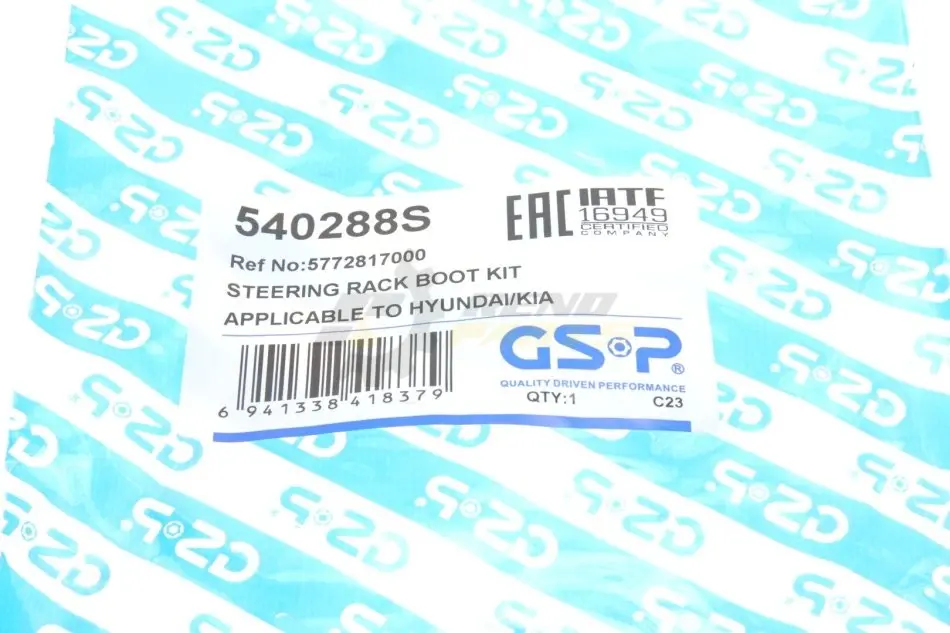 540288S
EAC IATF
16949
CERTIFIED
COMPANY
Ref No:5772817000
STEERING RACK BOOT KIT
APPLICABLE TO HYUNDAI/KIA
GSP®
QUALITY DRIVEN PERFORMANCE
6 941338 418379
QTY:1 C23